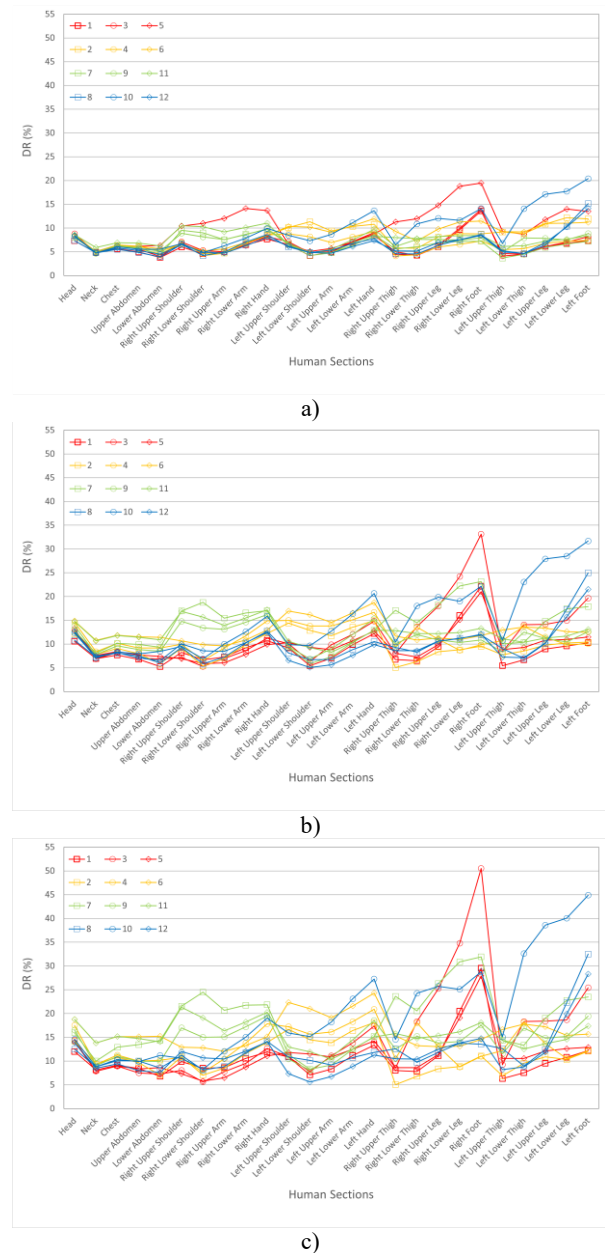 55
50
45
40
35
30
25
20
15
10
5
0
DR (%)
1 3 5
2 4 6
7 9 11
8 10 12
Head
Neck
Chest
Upper Abdomen
Lower Abdomen
Right Upper Shoulder
Right Lower Shoulder
Right Upper Arm
Right Lower Arm
Right Hand
Left Upper Shoulder
Left Lower Shoulder
Left Upper Arm
Left Lower Arm
Left Hand
Right Upper Thigh
Right Lower Thigh
Right Upper Leg
Right Lower Leg
Right Foot
Left Upper Thigh
Left Lower Thigh
Left Upper Leg
Left Lower Leg
Left Foot
Human Sections
a)
55
50
45
40
35
30
25
20
15
10
5
0
DR (%)
1 3 5
2 4 6
7 9 11
8 10 12
Head
Neck
Chest
Upper Abdomen
Lower Abdomen
Right Upper Shoulder
Right Lower Shoulder
Right Upper Arm
Right Lower Arm
Right Hand
Left Upper Shoulder
Left Lower Shoulder
Left Upper Arm
Left Lower Arm
Left Hand
Right Upper Thigh
Right Lower Thigh
Right Upper Leg
Right Lower Leg
Right Foot
Left Upper Thigh
Left Lower Thigh
Left Upper Leg
Left Lower Leg
Left Foot
Human Sections
b)
55
50
45
40
35
30
25
20
15
10
5
0
DR (%)
1 3 5
2 4 6
7 9 11
8 10 12
Head
Neck
Chest
Upper Abdomen
Lower Abdomen
Right Upper Shoulder
Right Lower Shoulder
Right Upper Arm
Right Lower Arm
Right Hand
Left Upper Shoulder
Left Lower Shoulder
Left Upper Arm
Left Lower Arm
Left Hand
Right Upper Thigh
Right Lower Thigh
Right Upper Leg
Right Lower Leg
Right Foot
Left Upper Thigh
Left Lower Thigh
Left Upper Leg
Left Lower Leg
Left Foot
Human Sections
c)